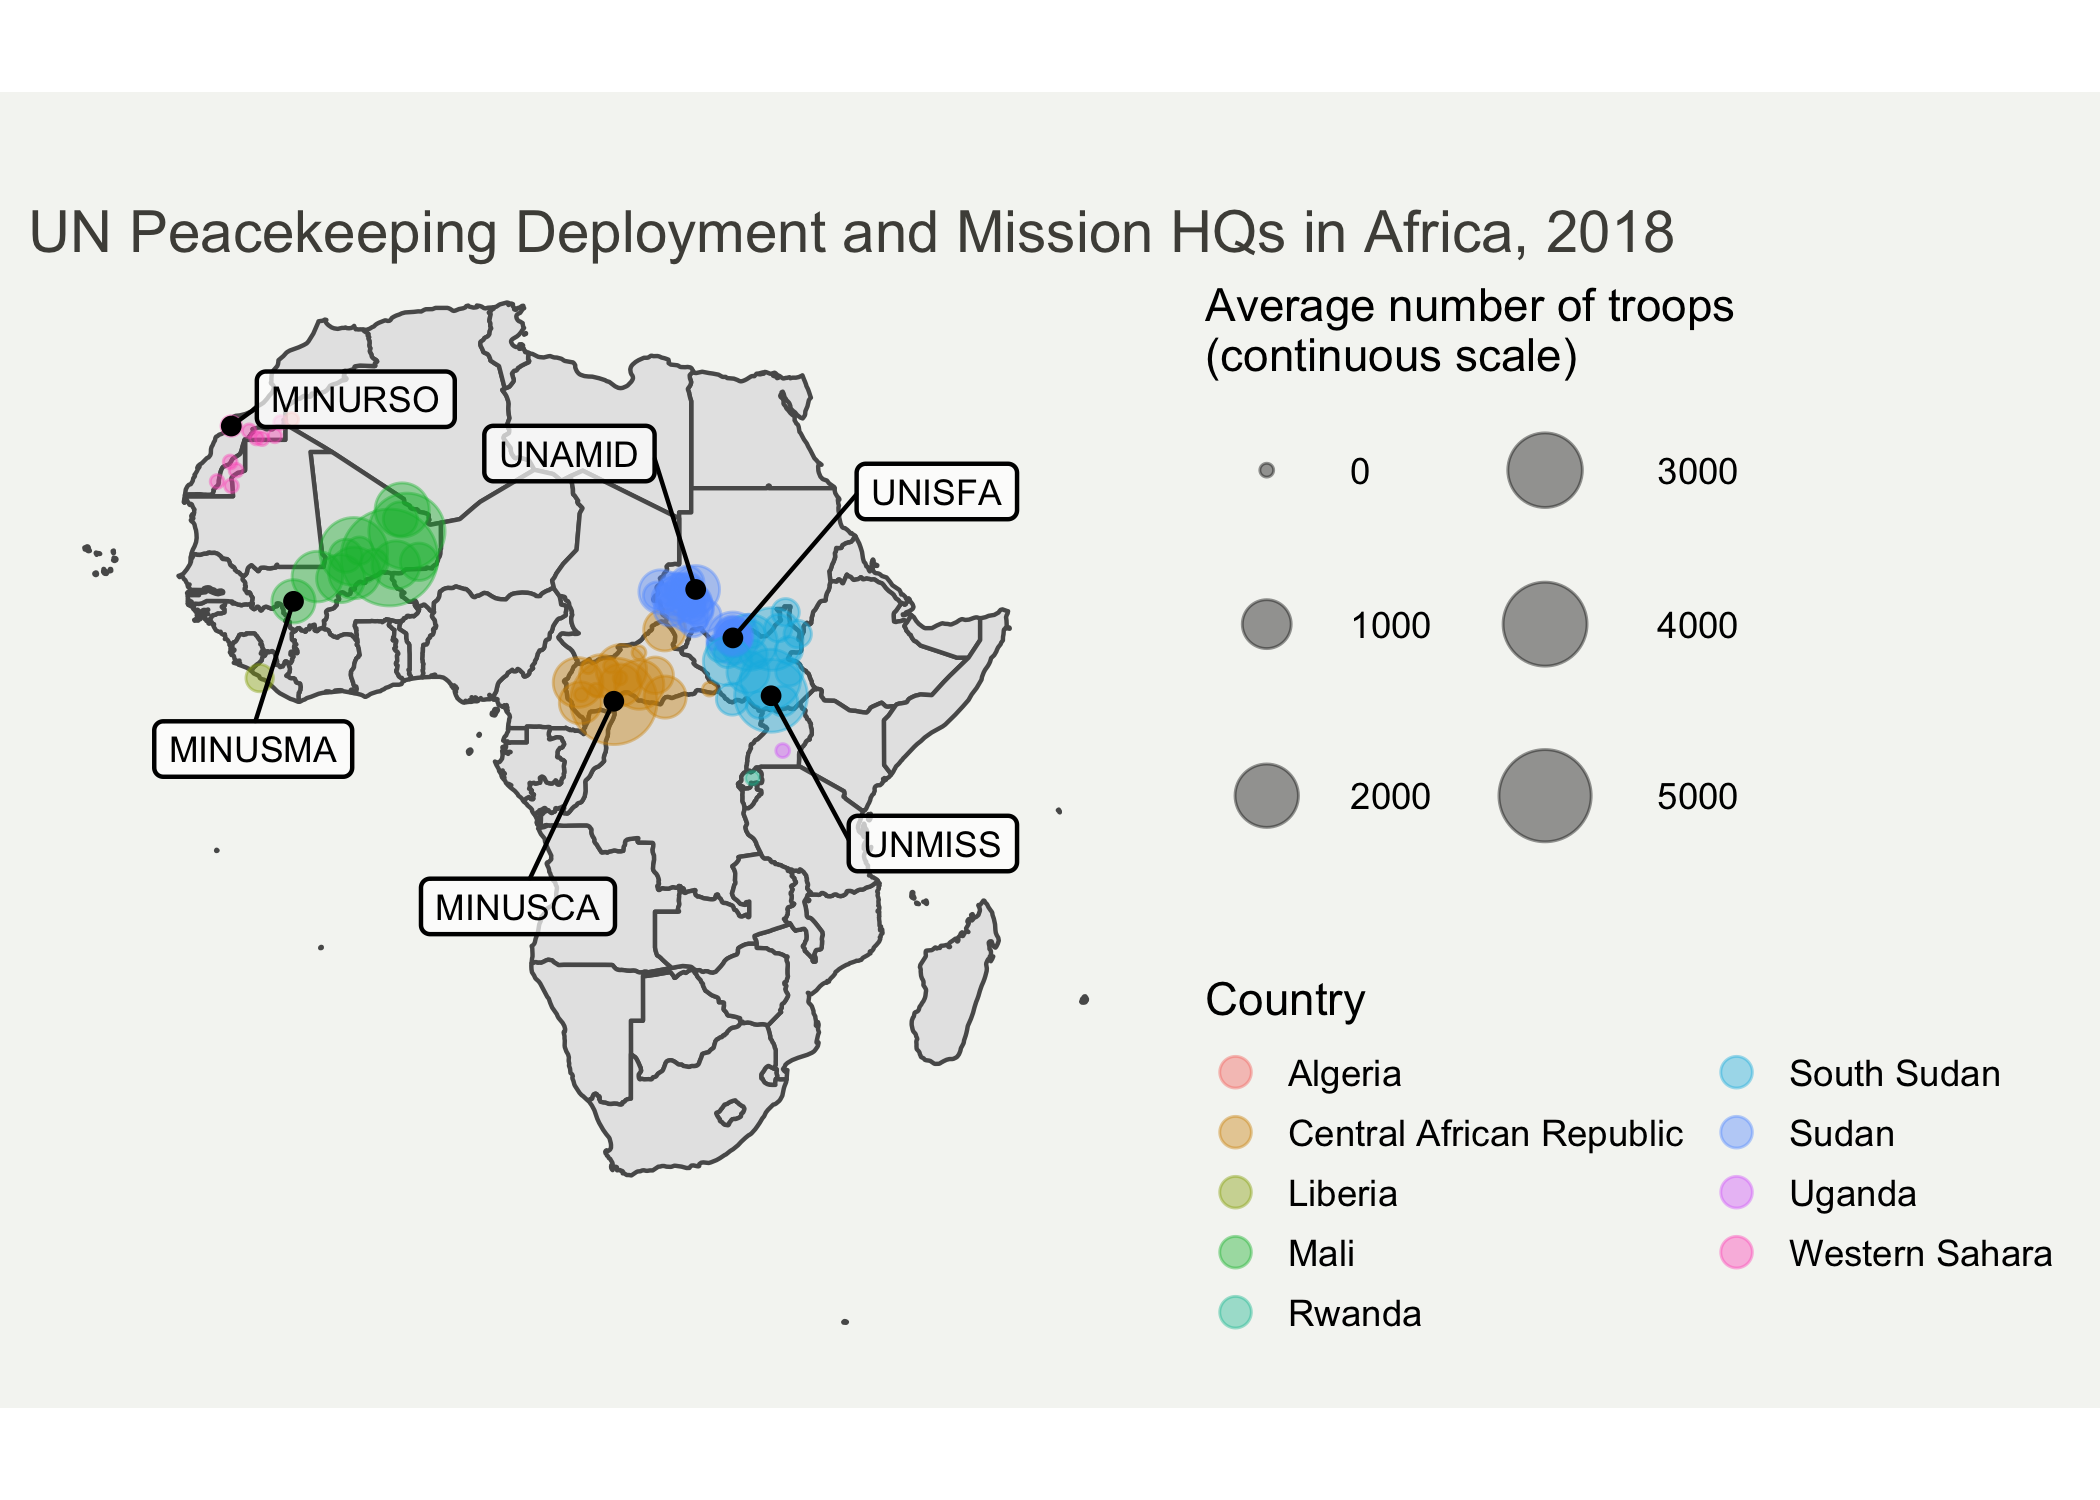 UN Peacekeeping Deployment and Mission HQs in Africa, 2018
MINURSO
UNAMID
UNISFA
MINUSMA
UNMISS
MINUSCA
Average number of troops
(continuous scale)
0
3000
1000
4000
2000
5000
Country
Algeria
Central African Republic
Liberia
Mali
Rwanda
South Sudan
Sudan
Uganda
Western Sahara